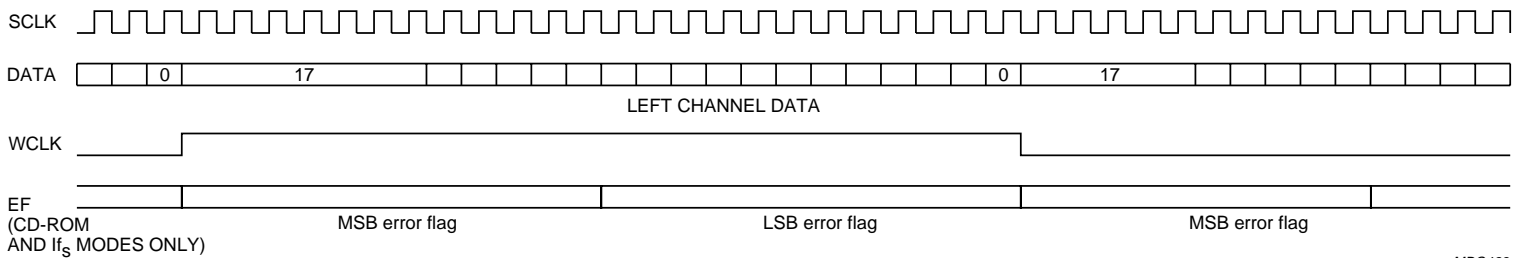 SCLK
DATA 0 17 0 17
LEFT CHANNEL DATA
WCLK
EF
(CD-ROM
AND Ifs MODES ONLY)
MSB error flag LSB error flag MSB error flag